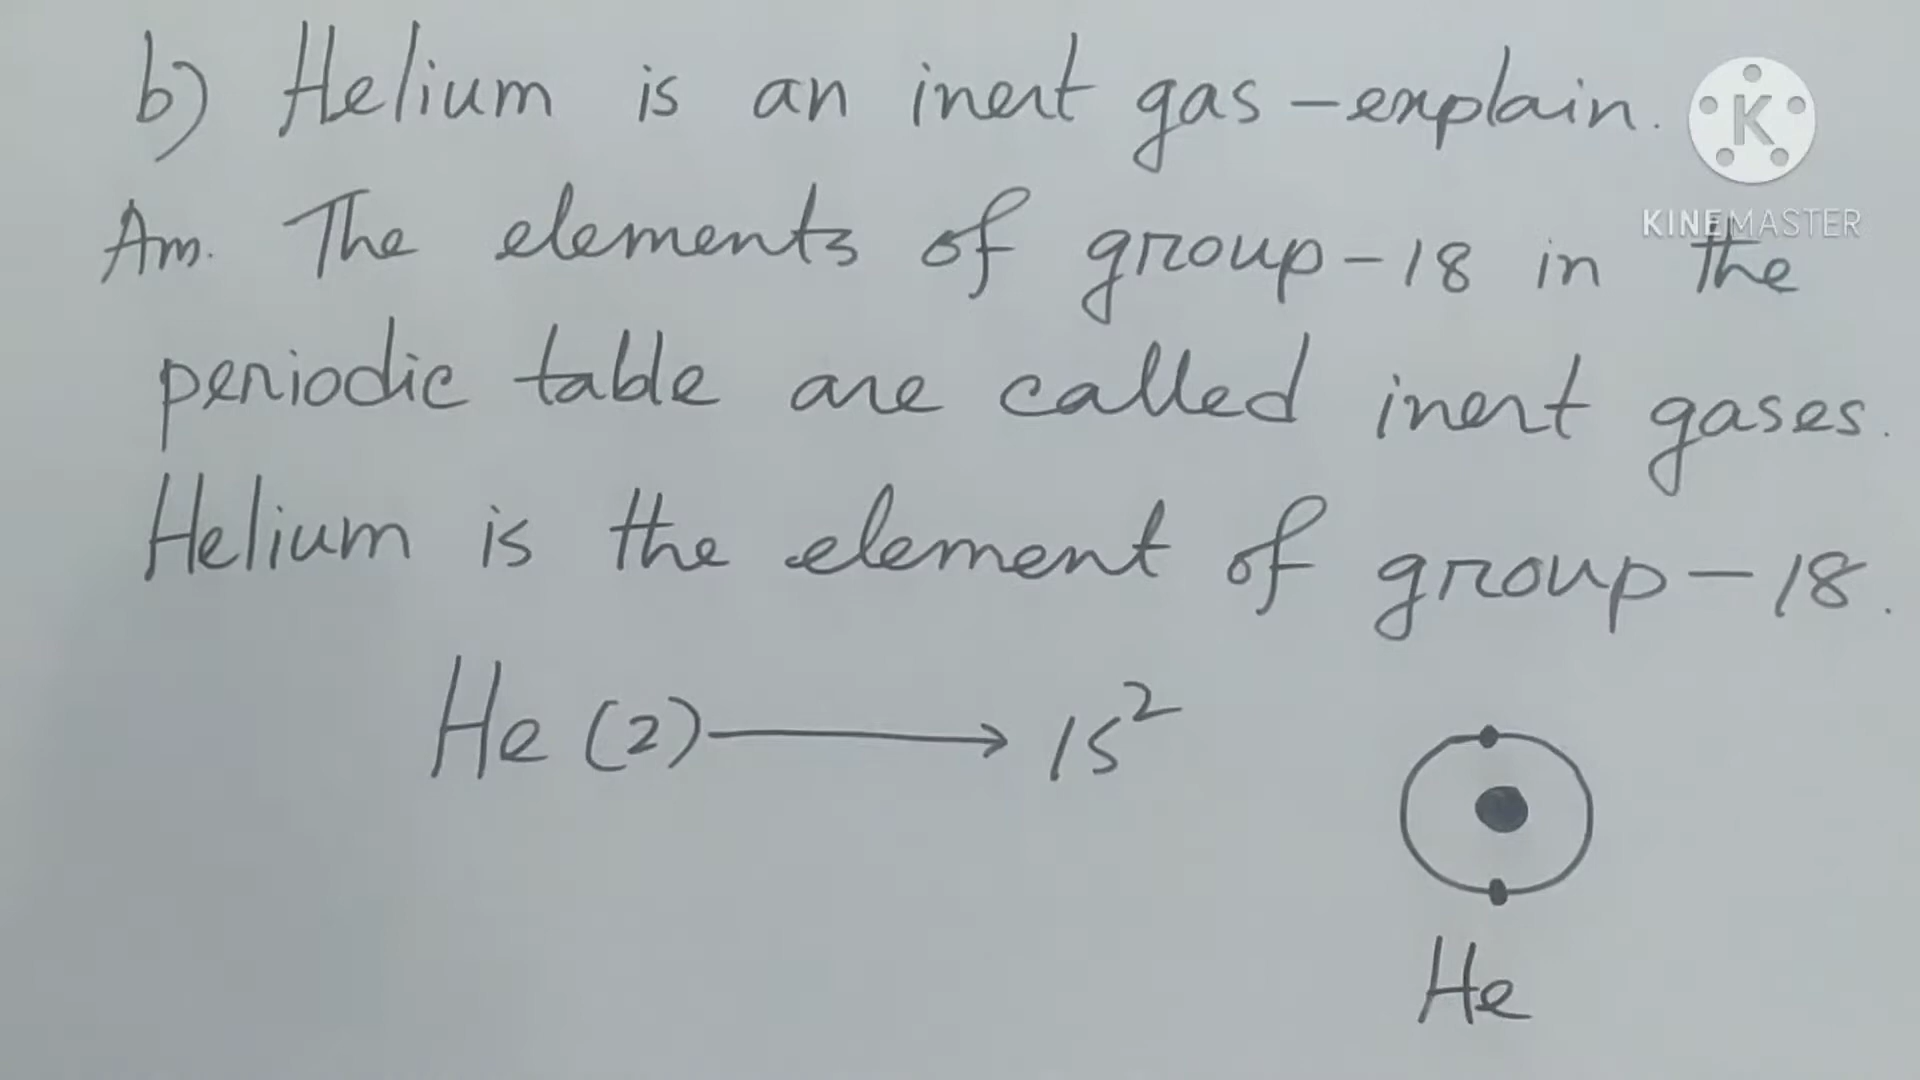 b) Helium is an inert gas – explain.
K
KINEMASTER
Ans. The elements of group-18 in the
periodic table are called inert gases.
Helium is the element of group-18.
He (2) → 1s²
He